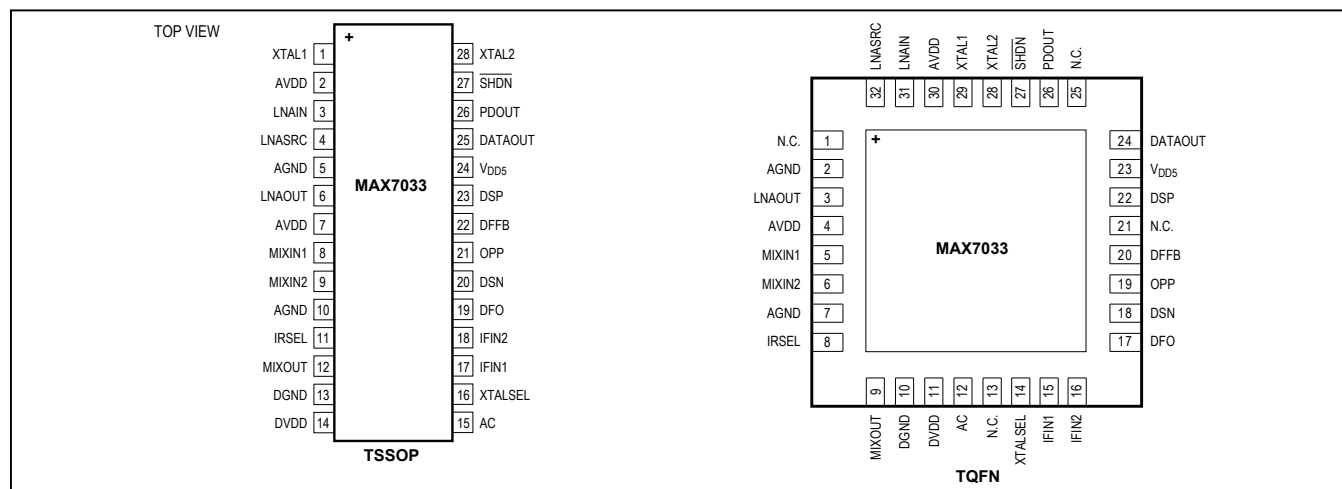 TOP VIEW
+
XTAL1 1
AVDD 2
LNAIN 3
LNASRC 4
AGND 5
LNAOUT 6
AVDD 7
MIXIN1 8
MIXIN2 9
AGND 10
IRSEL 11
MIXOUT 12
DGND 13
DVDD 14
MAX7033
28 XTAL2
27 SHDN
26 PDOUT
25 DATAOUT
24 VDD5
23 DSP
22 DFFB
21 OPP
20 DSN
19 DFO
18 IFIN2
17 IFIN1
16 XTALSEL
15 AC
TSSOP
LNASRC 32
LNAIN 31
AVDD 30
XTAL1 29
XTAL2 28
SHDN 27
PDOUT 26
N.C. 25
+
N.C. 1
AGND 2
LNAOUT 3
AVDD 4
MIXIN1 5
MIXIN2 6
AGND 7
IRSEL 8
MAX7033
24 DATAOUT
23 VDD5
22 DSP
21 N.C.
20 DFFB
19 OPP
18 DSN
17 DFO
9 MIXOUT
10 DGND
11 DVDD
12 AC
13 N.C.
14 XTALSEL
15 IFIN1
16 IFIN2
TQFN